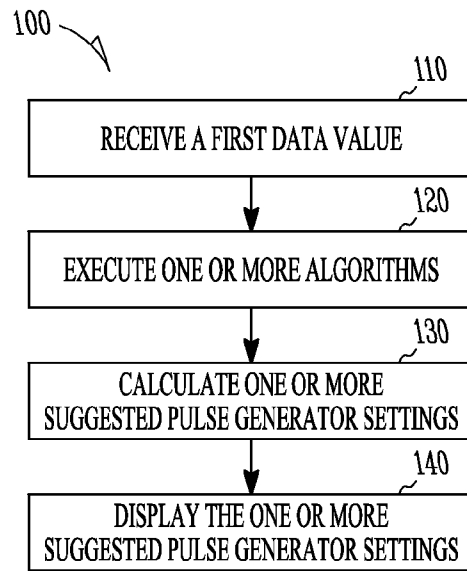 100
110
RECEIVE A FIRST DATA VALUE
120
EXECUTE ONE OR MORE ALGORITHMS
130
CALCULATE ONE OR MORE
SUGGESTED PULSE GENERATOR SETTINGS
140
DISPLAY THE ONE OR MORE
SUGGESTED PULSE GENERATOR SETTINGS